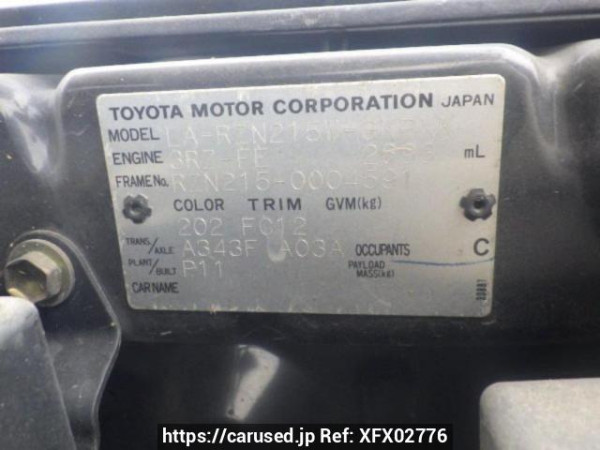 TOYOTA MOTOR CORPORATION JAPAN
MODEL
ENGINE 3RZ-FE mL
FRAME No.
COLOR TRIM GVM(kg)
202 FC12
TRANS./AXLE A343F A03A OCCUPANTS C
PLANT/BUILT P11 PAYLOAD MASS(kg)
CAR NAME
https://carused.jp Ref: XFX02776